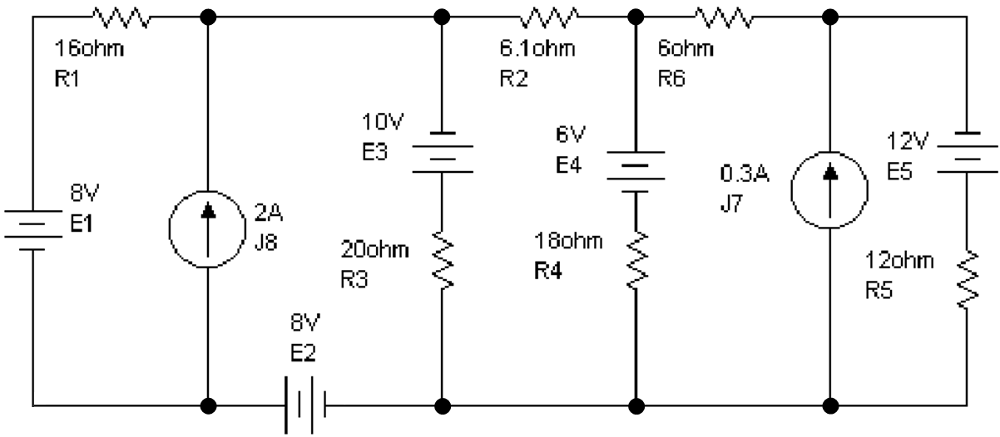 16ohm
R1
6.1ohm
R2
6ohm
R6
10V
E3
6V
E4
12V
E5
0.3A
J7
8V
E1
2A
J8
20ohm
R3
18ohm
R4
12ohm
R5
8V
E2